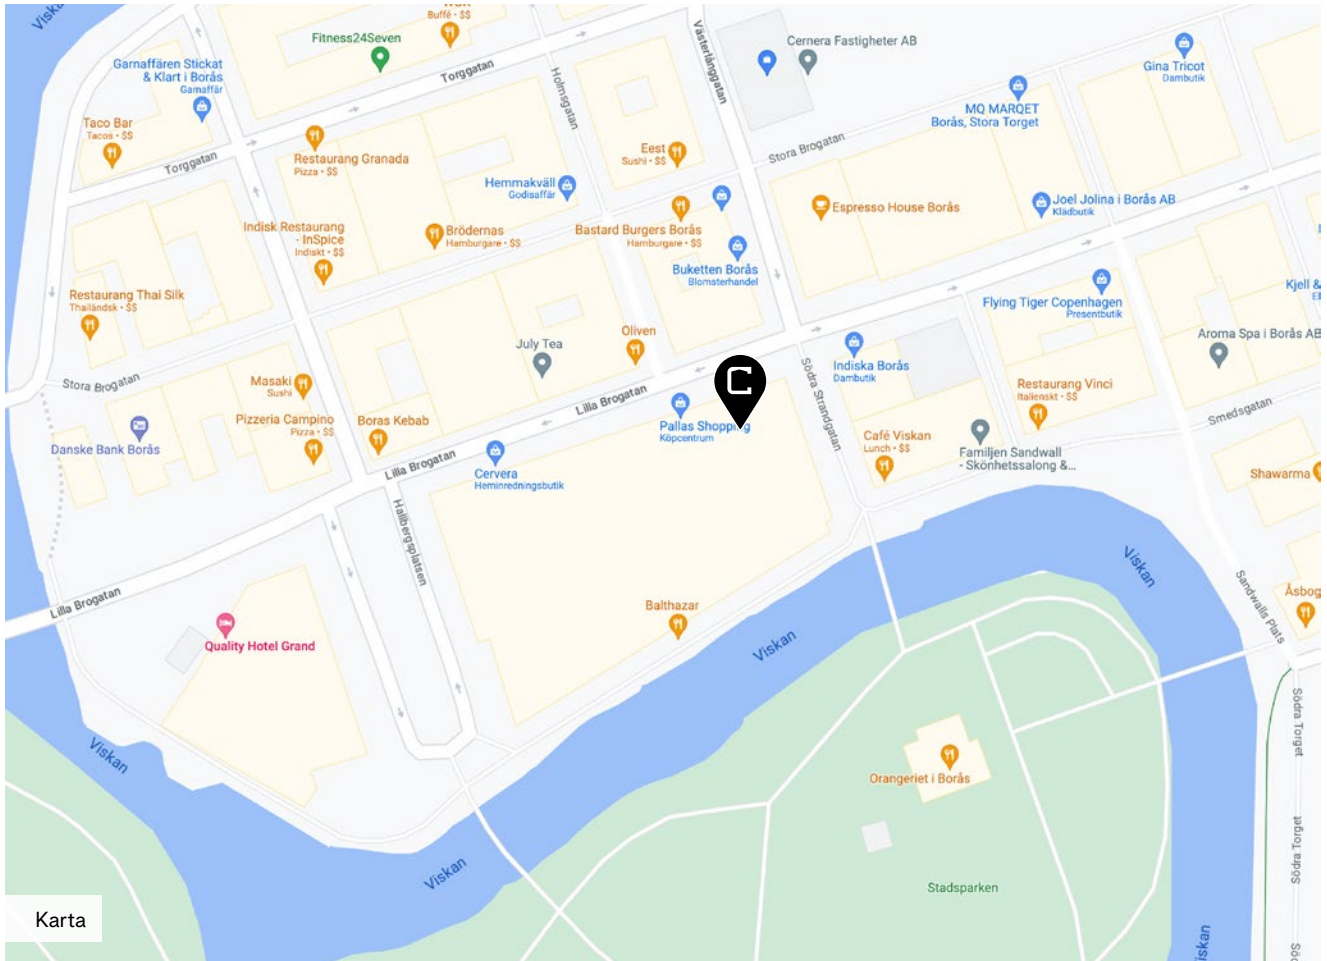 Viskan
Wok
Buffé • $$
Fitness24Seven
Garnaffären Stickat
& Klart i Borås
Garnaffär
Taco Bar
Tacos • $$
Torggatan
Torggatan
Restaurang Granada
Pizza • $$
Holmsgatan
Västerlånggatan
Cernera Fastigheter AB
Gina Tricot
Dambutik
MQ MARQET
Borås, Stora Torget
Eest
Sushi • $$
Stora Brogatan
Hemmakväll
Godisaffär
Joel Jolina i Borås AB
Klädbutik
Espresso House Borås
Indisk Restaurang
- InSpice
Indiskt • $$
Brödernas
Hamburgare • $$
Bastard Burgers Borås
Hamburgare • $$
Buketten Borås
Blomsterhandel
Restaurang Thai Silk
Thailändsk • $$
Flying Tiger Copenhagen
Presentbutik
Kjell &
Aroma Spa i Borås AB
Oliven
July Tea
Indiska Borås
Dambutik
Stora Brogatan
Masaki
Sushi
C
Södra Strandgatan
Restaurang Vinci
Italienskt • $$
Smedsgatan
Lilla Brogatan
Pizzeria Campino
Pizza • $$
Boras Kebab
Pallas Shopping
Köpcentrum
Danske Bank Borås
Café Viskan
Lunch • $$
Familjen Sandwall
- Skönhetssalong &...
Lilla Brogatan
Cervera
Heminredningsbutik
Shawarma
Hallbergsplatsen
Viskan
Sandwalls Plats
Lilla Brogatan
Balthazar
Åsbog
Quality Hotel Grand
Viskan
Södra Torget
Viskan
Orangeriet i Borås
Södra Torget
Viskan
Stadsparken
Karta
iskan
Söd